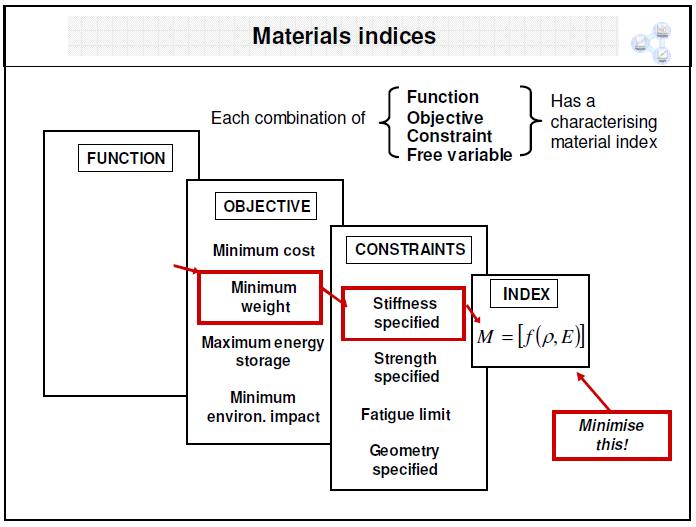 Materials indices
Each combination of
Function
Objective
Constraint
Free variable
Has a
characterising
material index
FUNCTION
OBJECTIVE
Minimum cost
Minimum
weight
Maximum energy
storage
Minimum
environ. impact
CONSTRAINTS
Stiffness
specified
Strength
specified
Fatigue limit
Geometry
specified
INDEX
M = [f(ρ, E)]
Minimise
this!